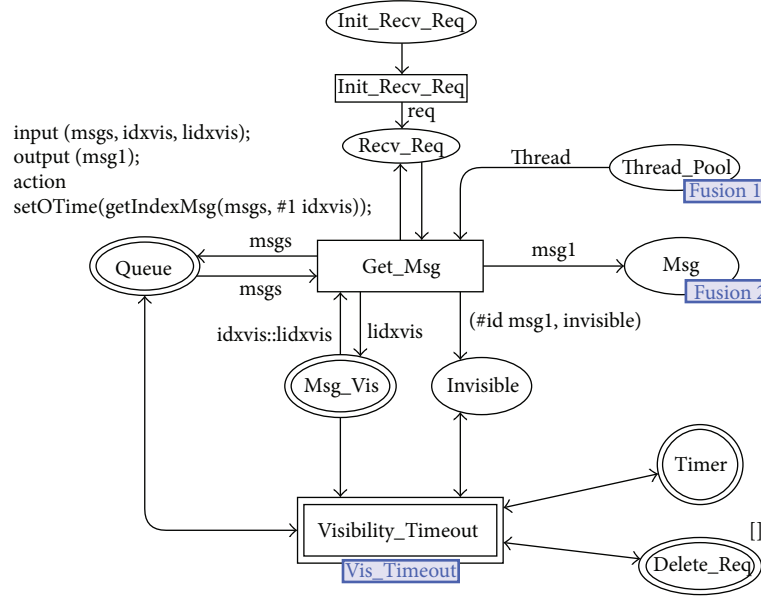 Init_Recv_Req
Init_Recv_Req
req
input (msgs, idxvis, lidxvis);
output (msg1);
action
setOTime(getIndexMsg(msgs, #1 idxvis));
Recv_Req
Thread
Thread_Pool
Fusion 1
msgs
Queue
msgs
Get_Msg
msg1
Msg
Fusion 2
idxvis::lidxvis
lidxvis
(#id msg1, invisible)
Msg_Vis
Invisible
Timer
Visibility_Timeout
Vis_Timeout
[]
Delete_Req